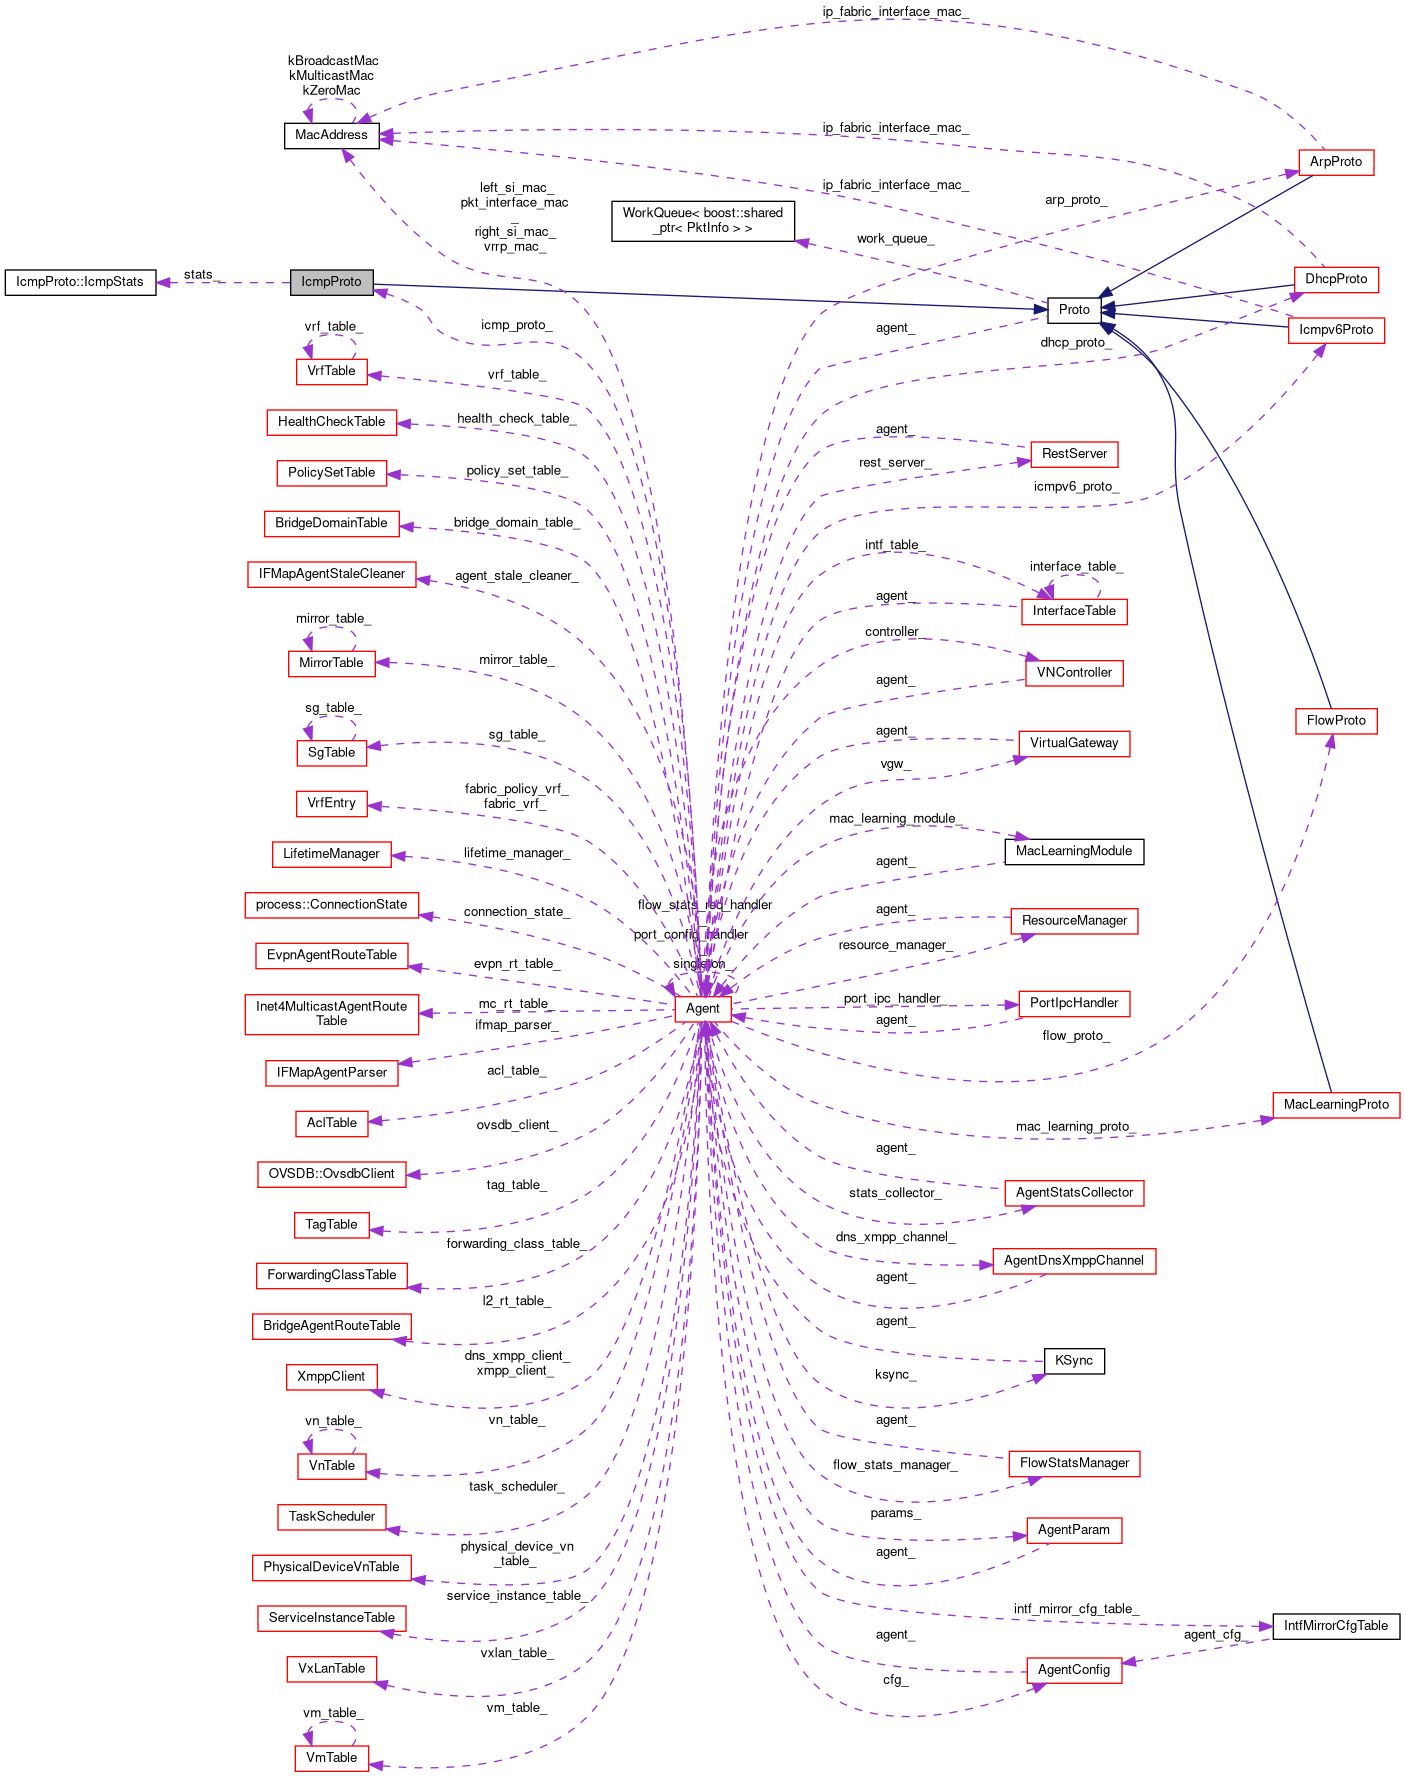 ip_fabric_interface_mac_
kBroadcastMac
kMulticastMac
kZeroMac
MacAddress
ip_fabric_interface_mac_
ArpProto
left_si_mac_
pkt_interface_mac
_
right_si_mac_
vrrp_mac_
ip_fabric_interface_mac_
arp_proto_
WorkQueue< boost::shared
_ptr< PktInfo > >
work_queue_
IcmpProto::IcmpStats
stats_
IcmpProto
DhcpProto
Proto
icmp_proto_
agent_
dhcp_proto_
Icmpv6Proto
vrf_table_
VrfTable
vrf_table_
HealthCheckTable
health_check_table_
agent_
RestServer
rest_server_
PolicySetTable
policy_set_table_
icmpv6_proto_
BridgeDomainTable
bridge_domain_table_
intf_table_
interface_table_
IFMapAgentStaleCleaner
agent_stale_cleaner_
agent_
InterfaceTable
mirror_table_
MirrorTable
mirror_table_
controller_
VNController
agent_
sg_table_
SgTable
sg_table_
agent_
VirtualGateway
vgw_
FlowProto
VrfEntry
fabric_policy_vrf_
fabric_vrf_
mac_learning_module_
MacLearningModule
LifetimeManager
lifetime_manager_
agent_
process::ConnectionState
connection_state_
flow_stats_req_handler
_
port_config_handler
_
singleton_
agent_
ResourceManager
resource_manager_
EvpnAgentRouteTable
evpn_rt_table_
Inet4MulticastAgentRoute
Table
mc_rt_table_
Agent
port_ipc_handler_
PortIpcHandler
agent_
ifmap_parser_
flow_proto_
IFMapAgentParser
acl_table_
AclTable
MacLearningProto
mac_learning_proto_
ovsdb_client_
OVSDB::OvsdbClient
agent_
AgentStatsCollector
stats_collector_
tag_table_
TagTable
forwarding_class_table_
dns_xmpp_channel_
AgentDnsXmppChannel
agent_
ForwardingClassTable
l2_rt_table_
BridgeAgentRouteTable
agent_
KSync
ksync_
dns_xmpp_client_
xmpp_client_
XmppClient
vn_table_
VnTable
vn_table_
agent_
FlowStatsManager
flow_stats_manager_
task_scheduler_
TaskScheduler
params_
AgentParam
agent_
physical_device_vn
_table_
PhysicalDeviceVnTable
service_instance_table_
ServiceInstanceTable
intf_mirror_cfg_table_
IntfMirrorCfgTable
agent_cfg_
agent_
AgentConfig
cfg_
vxlan_table_
VxLanTable
vm_table_
VmTable
vm_table_